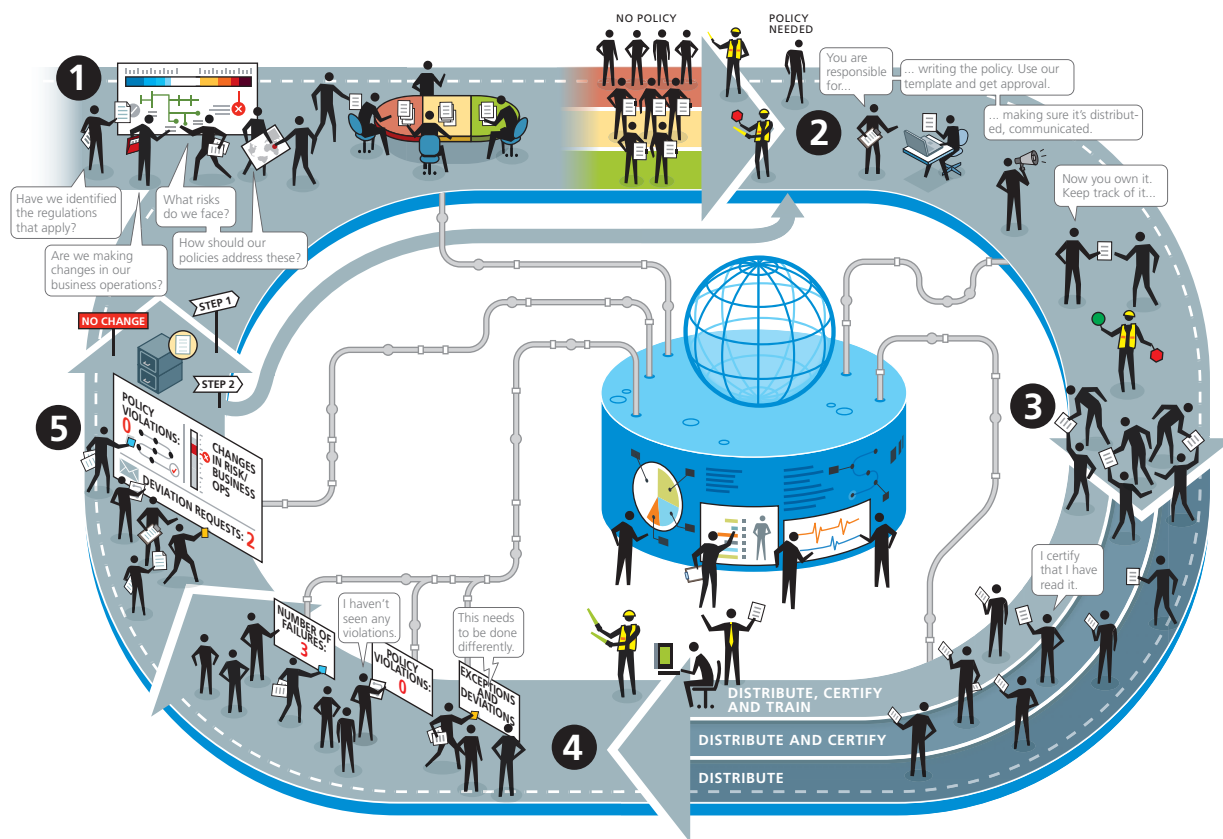 NO POLICY
POLICY
NEEDED
1
You are
responsible
for...
... writing the policy. Use our
template and get approval.
... making sure it's distribut-
ed, communicated.
2
Have we identified
the regulations
that apply?
What risks
do we face?
How should our
policies address these?
Are we making
changes in our
business operations?
Now you own it.
Keep track of it...
NO CHANGE
STEP 1
STEP 2
3
5
POLICY
VIOLATIONS:
0
CHANGES
IN RISK/
BUSINESS
OPS
DEVIATION REQUESTS: 2
I certify
that I have
read it.
NUMBER OF
FAILURES:
3
I haven't
seen any
violations.
POLICY
VIOLATIONS:
0
This needs
to be done
differently.
EXCEPTIONS
AND
DEVIATIONS
4
DISTRIBUTE, CERTIFY
AND TRAIN
DISTRIBUTE AND CERTIFY
DISTRIBUTE